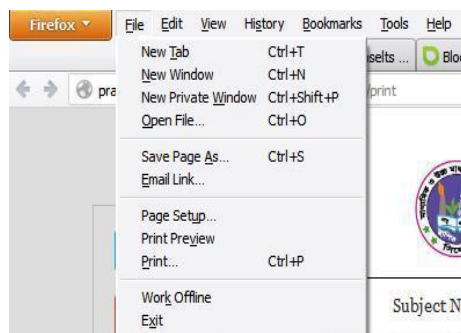 Firefox
File Edit View History Bookmarks Tools Help
New Tab Ctrl+T
New Window Ctrl+N
New Private Window Ctrl+Shift+P
Open File... Ctrl+O
Save Page As... Ctrl+S
Email Link...
Page Setup...
Print Preview
Print... Ctrl+P
Work Offline
Exit
iselts ... Blo
pra
/print
Subject N